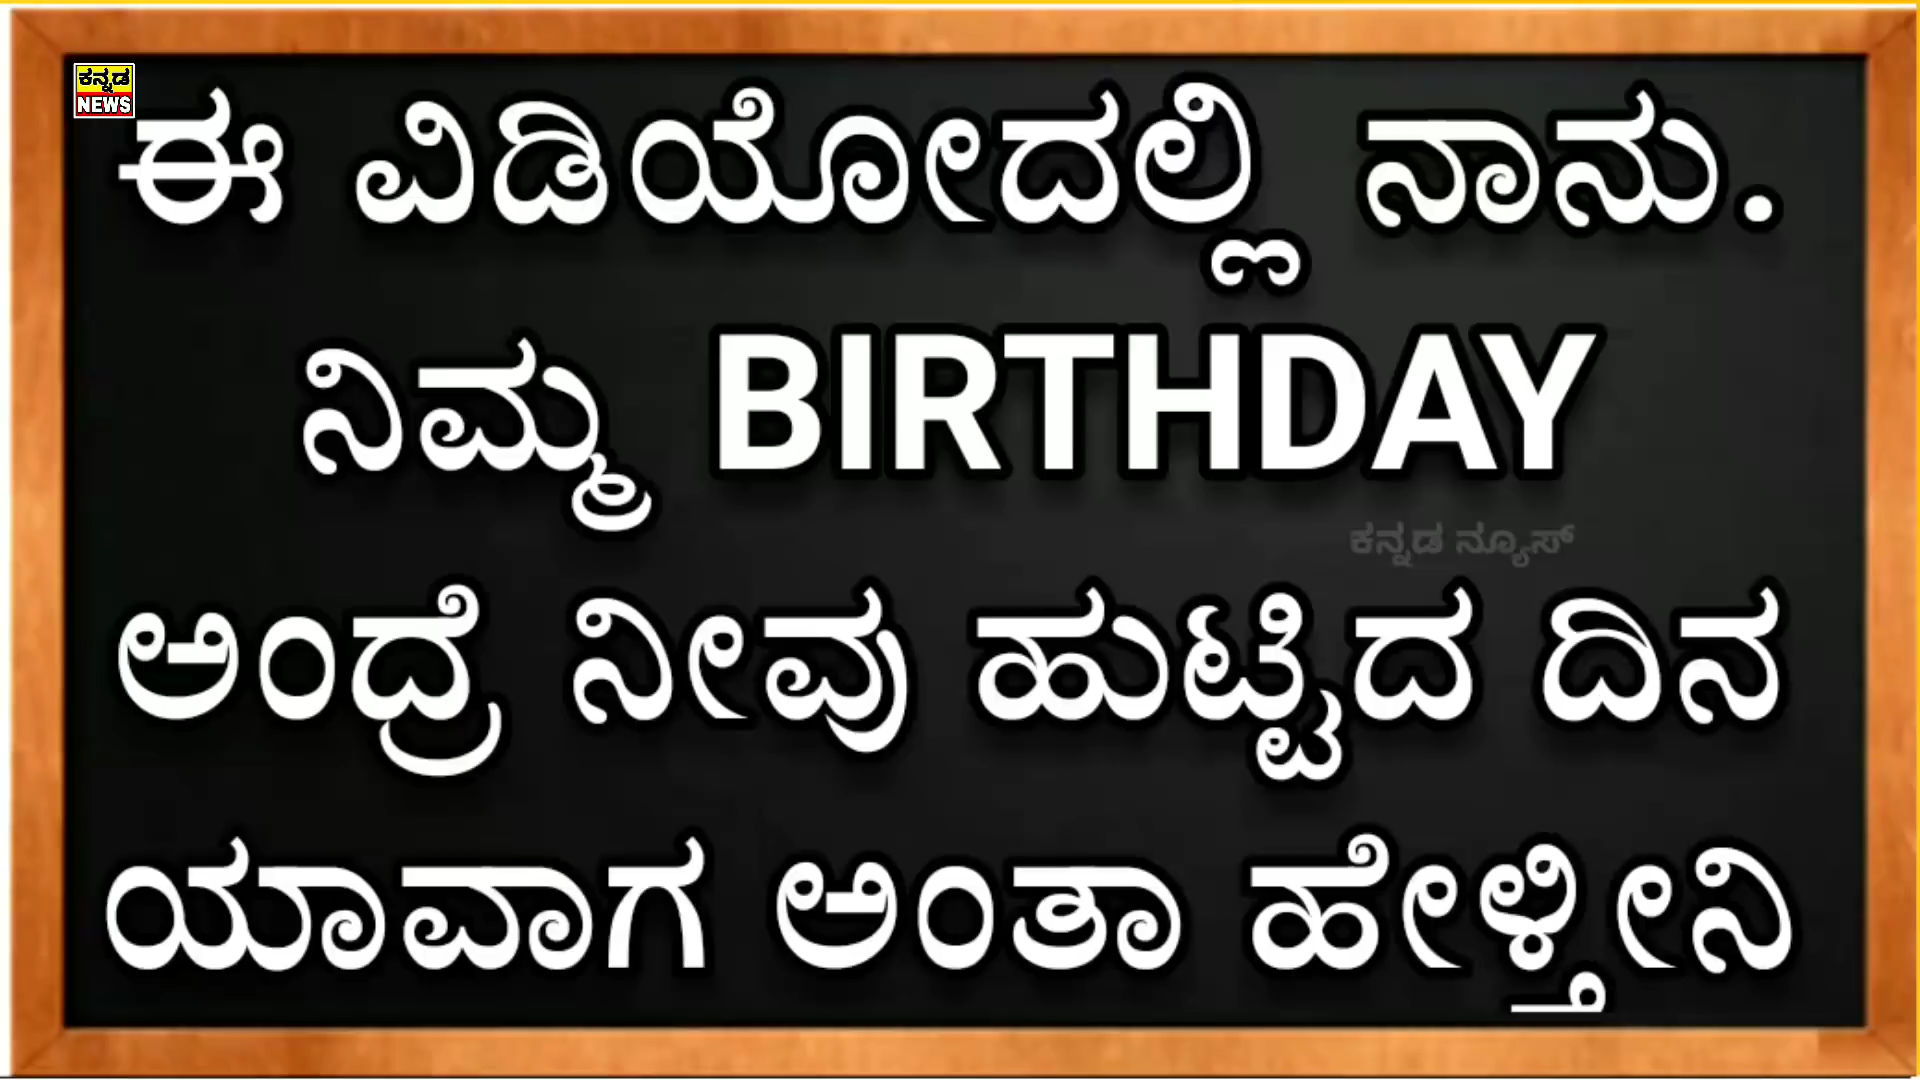 ಕನ್ನಡ
NEWS
ಈ ವಿಡಿಯೋದಲ್ಲಿ ನಾನು.
ನಿಮ್ಮ BIRTHDAY
ಕನ್ನಡ ನ್ಯೂಸ್
ಅಂದ್ರೆ ನೀವು ಹುಟ್ಟಿದ ದಿನ
ಯಾವಾಗ ಅಂತಾ ಹೇಳ್ತೀನಿ